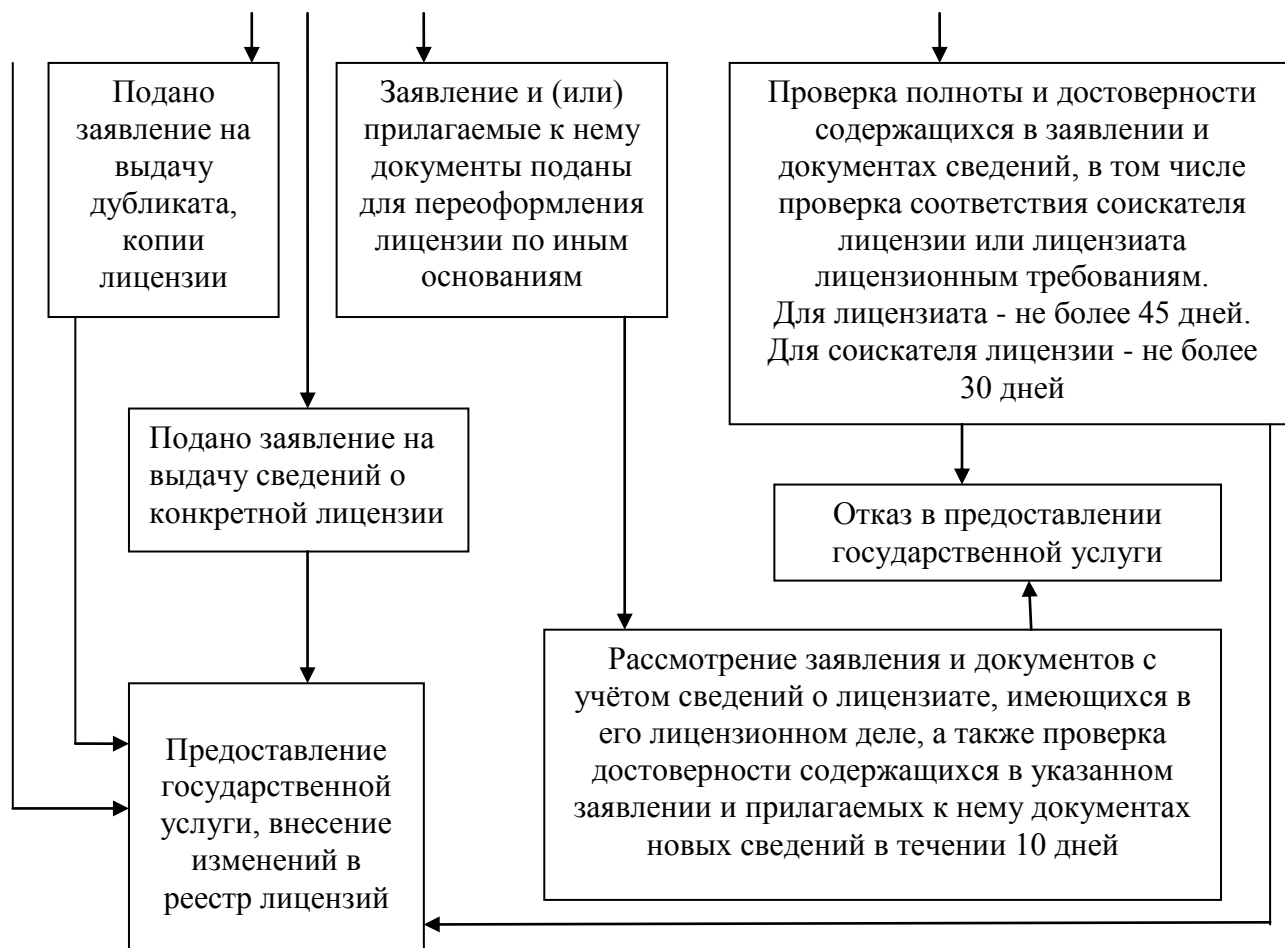 Подано
заявление на
выдачу
дубликата,
копии
лицензии
Заявление и (или)
прилагаемые к нему
документы поданы
для переоформления
лицензии по иным
основаниям
Проверка полноты и достоверности
содержащихся в заявлении и
документах сведений, в том числе
проверка соответствия соискателя
лицензии или лицензиата
лицензионным требованиям.
Для лицензиата - не более 45 дней.
Для соискателя лицензии - не более
30 дней
Подано заявление на
выдачу сведений о
конкретной лицензии
Отказ в предоставлении
государственной услуги
Рассмотрение заявления и документов с
учётом сведений о лицензиате, имеющихся в
его лицензионном деле, а также проверка
достоверности содержащихся в указанном
заявлении и прилагаемых к нему документах
новых сведений в течении 10 дней
Предоставление
государственной
услуги, внесение
изменений в
реестр лицензий